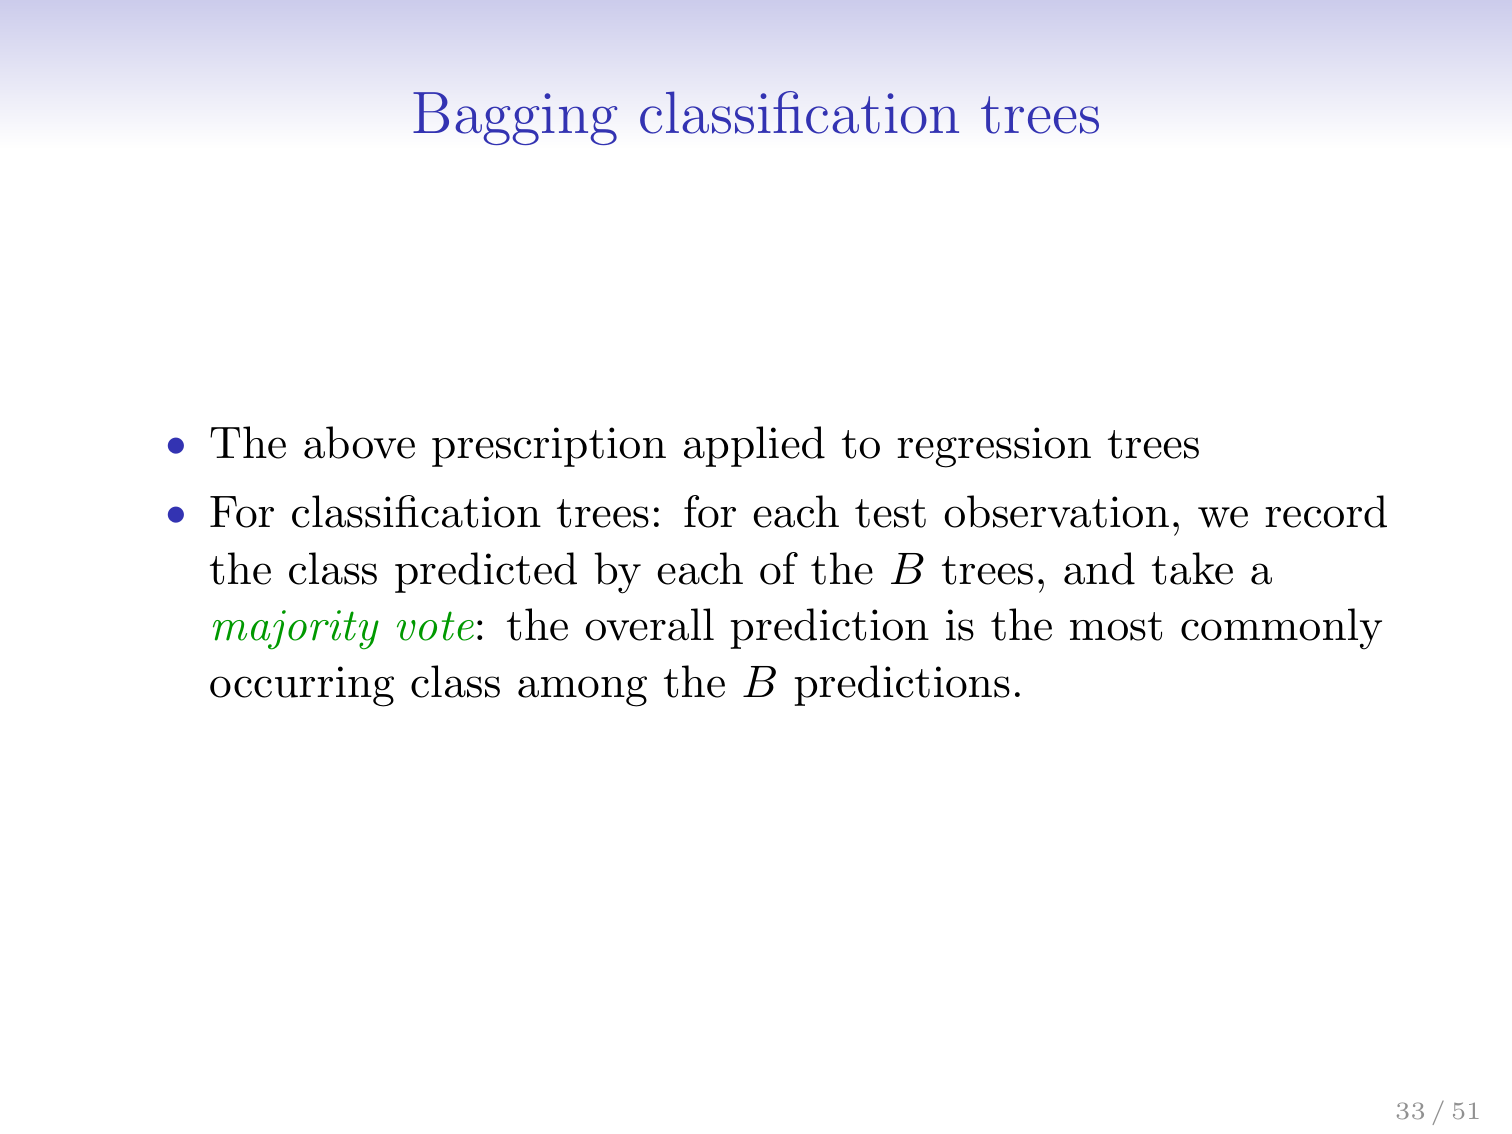 Bagging classification trees
• The above prescription applied to regression trees
• For classification trees: for each test observation, we record
the class predicted by each of the B trees, and take a
majority vote: the overall prediction is the most commonly
occurring class among the B predictions.
33 / 51